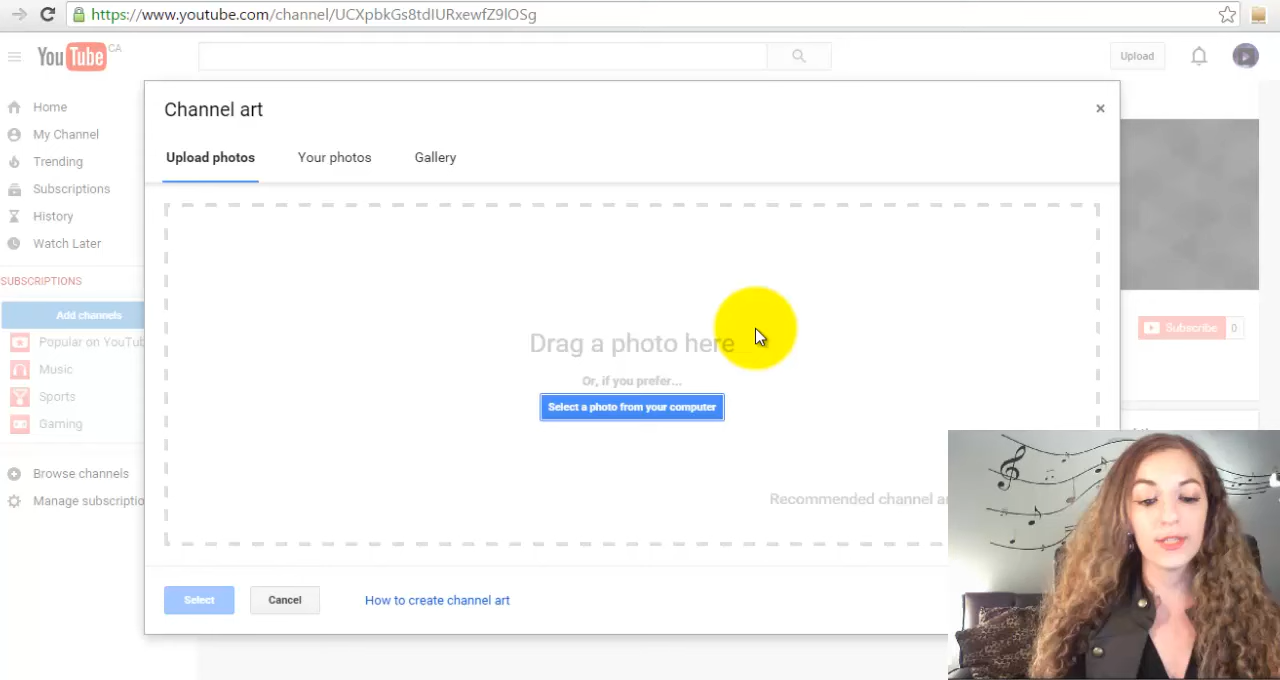 https://www.youtube.com/channel/UCXpbkGs8tdIURxewfZ9lOSg
YouTube CA
Upload
Home
My Channel
Trending
Subscriptions
History
Watch Later
SUBSCRIPTIONS
Add channels
Popular on YouTub
Music
Sports
Gaming
Browse channels
Manage subscriptio
Channel art
×
Upload photos
Your photos
Gallery
Drag a photo here
Or, if you prefer...
Select a photo from your computer
Recommended channel
Select
Cancel
How to create channel art
Subscribe 0